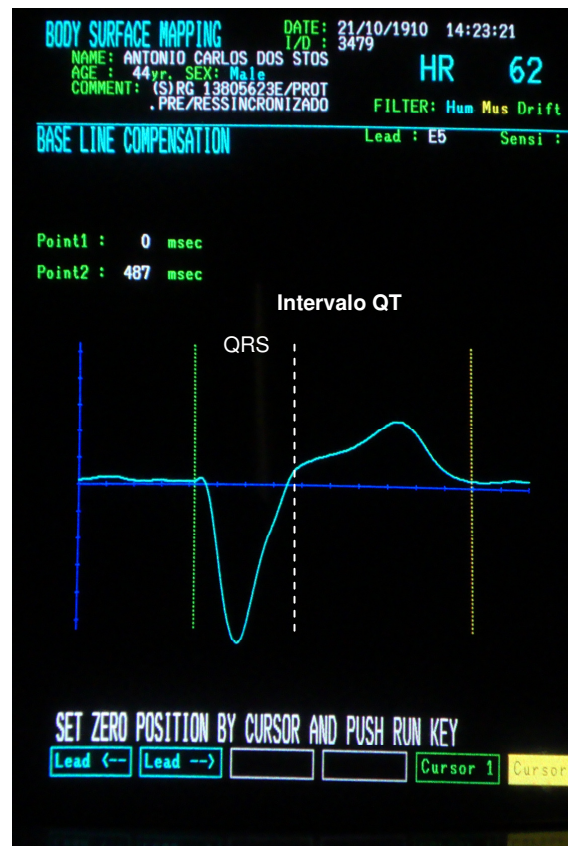 BODY SURFACE MAPPING DATE: 21/10/1910 14:23:21
I/D : 3479
NAME: ANTONIO CARLOS DOS STOS
AGE : 44yr. SEX: Male HR 62
COMMENT: (S)RG 13805623E/PROT
.PRE/RESSINCRONIZADO
FILTER: Hum Mus Drift
BASE LINE COMPENSATION Lead : E5 Sensi :
Point1 : 0 msec
Point2 : 487 msec
Intervalo QT
QRS
SET ZERO POSITION BY CURSOR AND PUSH RUN KEY
Lead <-- Lead --> Cursor 1 Cursor